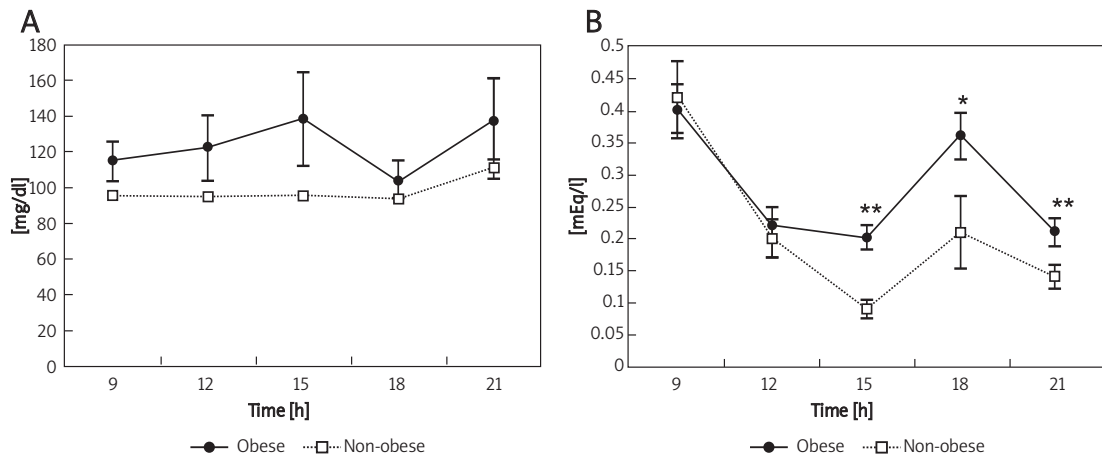 A
180
160
140
120
100
80
60
40
20
0
[mg/dl]
9 12 15 18 21
Time [h]
Obese Non-obese
B
0.5
0.45
0.4
0.35
0.3
0.25
0.2
0.15
0.1
0.05
0
[mEq/l]
*
**
**
9 12 15 18 21
Time [h]
Obese Non-obese